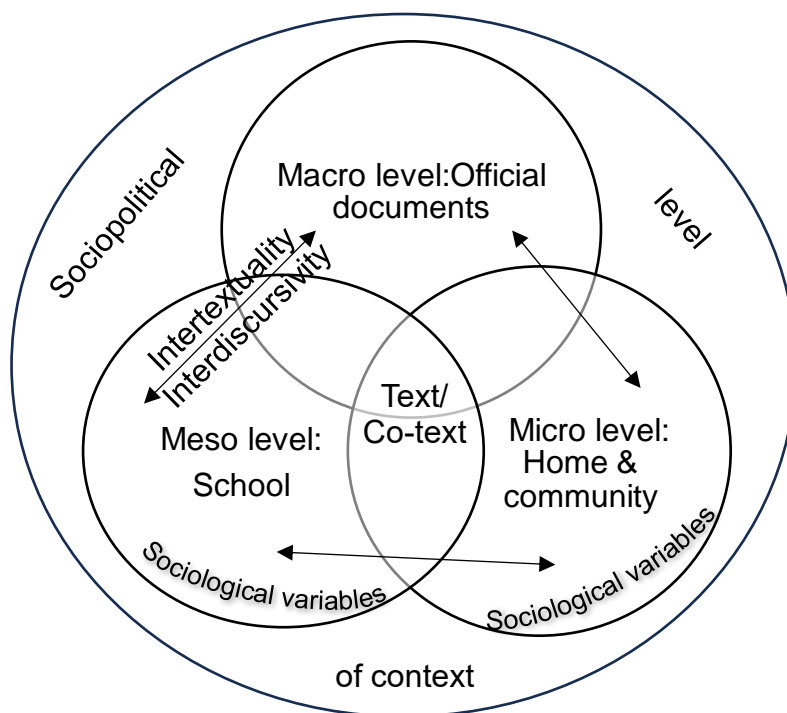 Sociopolitical
level
Macro level:Official
documents
Intertextuality
Interdiscursivity
Text/
Co-text
Meso level:
School
Micro level:
Home &
community
Sociological variables
Sociological variables
of context